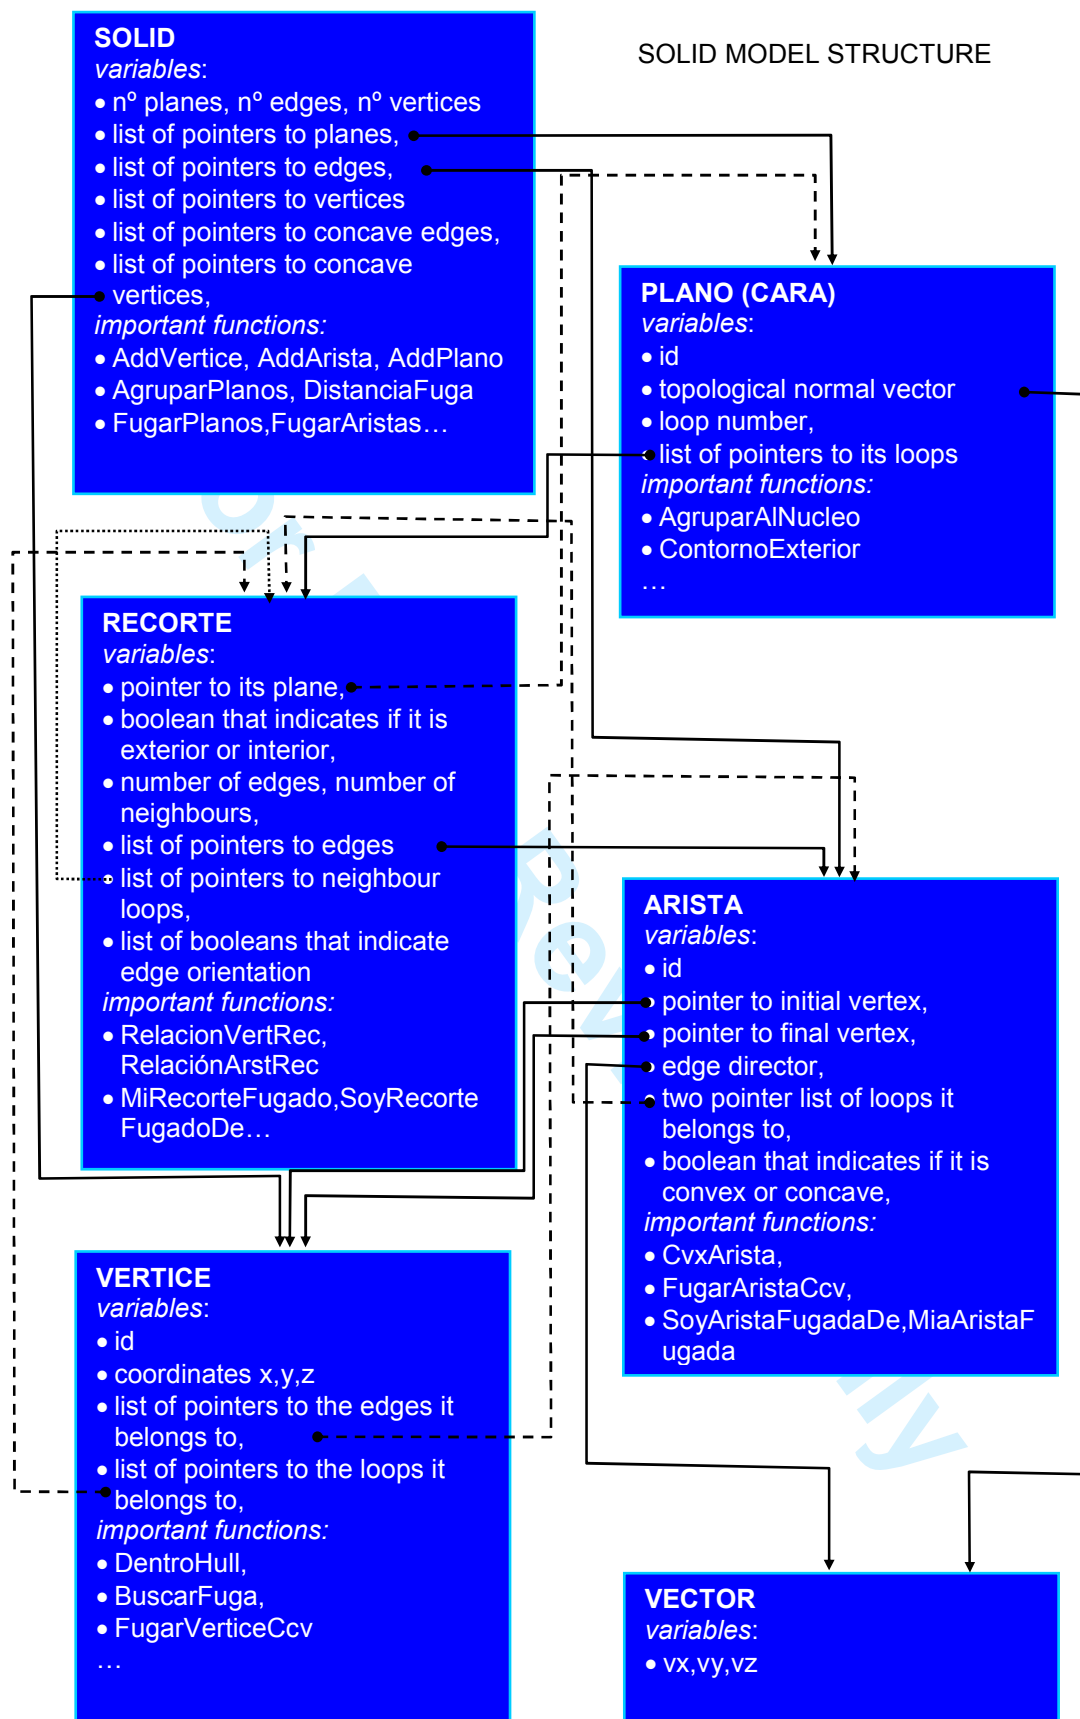 SOLID MODEL STRUCTURE
SOLID
variables:
• nº planes, nº edges, nº vertices
• list of pointers to planes,
• list of pointers to edges,
• list of pointers to vertices
• list of pointers to concave edges,
• list of pointers to concave
vertices,
important functions:
• AddVertice, AddArista, AddPlano
• AgruparPlanos, DistanciaFuga
• FugarPlanos,FugarAristas…
PLANO (CARA)
variables:
• id
• topological normal vector
• loop number,
• list of pointers to its loops
important functions:
• AgruparAlNucleo
• ContornoExterior
…
RECORTE
variables:
• pointer to its plane,
• boolean that indicates if it is
exterior or interior,
• number of edges, number of
neighbours,
• list of pointers to edges
• list of pointers to neighbour
loops,
• list of booleans that indicate
edge orientation
important functions:
• RelacionVertRec,
RelaciónArstRec
• MiRecorteFugado,SoyRecorte
FugadoDe…
ARISTA
variables:
• id
• pointer to initial vertex,
• pointer to final vertex,
• edge director,
• two pointer list of loops it
belongs to,
• boolean that indicates if it is
convex or concave,
important functions:
• CvxArista,
• FugarAristaCcv,
• SoyAristaFugadaDe,MiaAristaF
ugada
VERTICE
variables:
• id
• coordinates x,y,z
• list of pointers to the edges it
belongs to,
• list of pointers to the loops it
belongs to,
important functions:
• DentroHull,
• BuscarFuga,
• FugarVerticeCcv
…
VECTOR
variables:
• vx,vy,vz